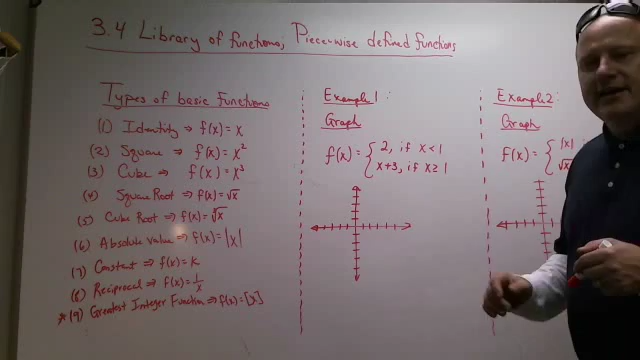 3.4 Library of functions; Piece-wise defined functions
Types of basic functions
(1) Identity ⇒ f(x) = x
(2) Square ⇒ f(x) = x²
(3) Cube ⇒ f(x) = x³
(4) Square Root ⇒ f(x) = √x
(5) Cube Root ⇒ f(x) = √x
(6) Absolute value ⇒ f(x) = |x|
(7) Constant ⇒ f(x) = k
(8) Reciprocal ⇒ f(x) = 1/x
*(9) Greatest Integer Function ⇒ f(x) = [x]
Example 1:
Graph
f(x) = { 2, if x < 1
x+3, if x ≥ 1
Example 2:
Graph
f(x) = { |x|
√x